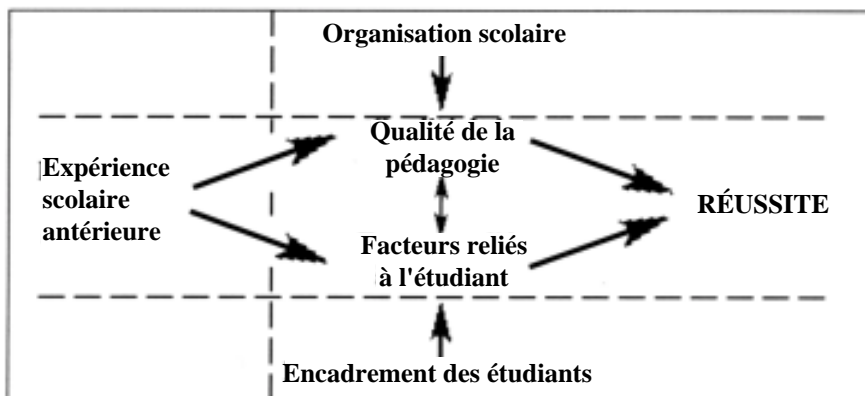 Organisation scolaire
Qualité de la
pédagogie
Expérience
scolaire
antérieure
RÉUSSITE
Facteurs reliés
à l'étudiant
Encadrement des étudiants